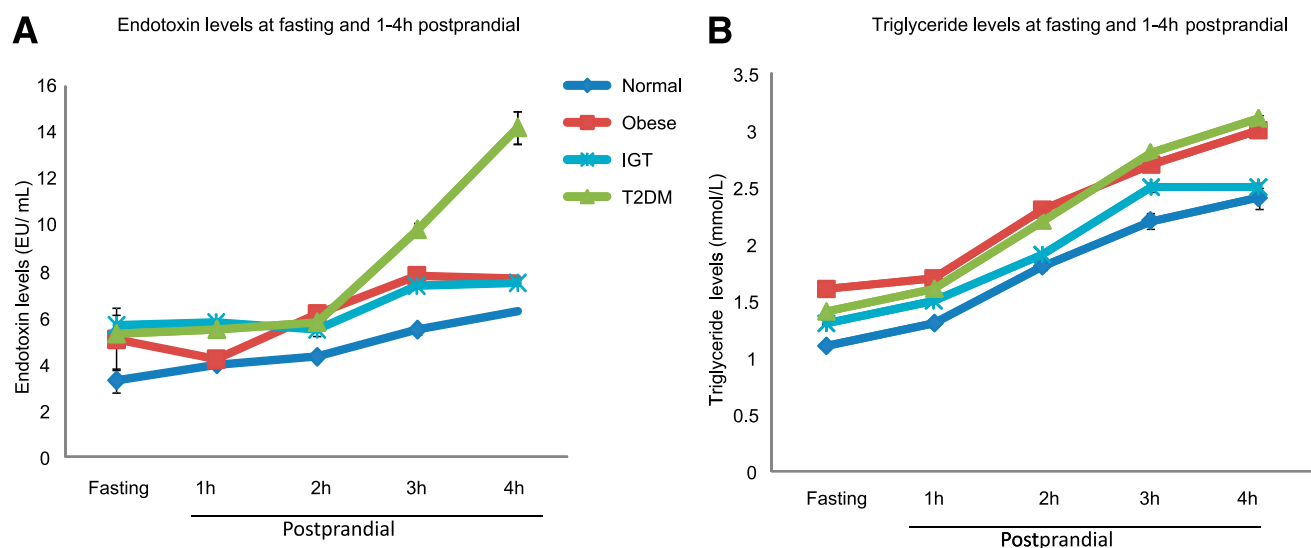 A
Endotoxin levels at fasting and 1-4h postprandial
Endotoxin levels (EU/ mL)
16
14
12
10
8
6
4
2
0
Fasting 1h 2h 3h 4h
Postprandial
Normal
Obese
IGT
T2DM
B
Triglyceride levels at fasting and 1-4h postprandial
Triglyceride levels (mmol/L)
3.5
3
2.5
2
1.5
1
0.5
0
Fasting 1h 2h 3h 4h
Postprandial